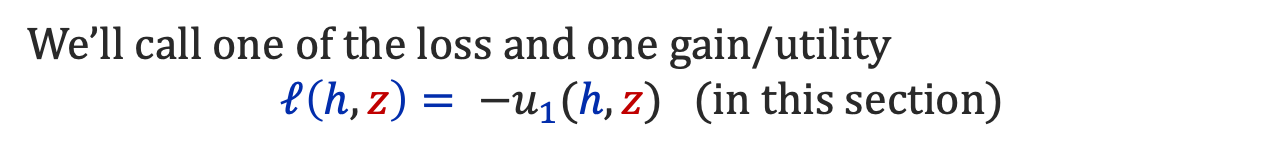 We’ll call one of the loss and one gain/utility
ℓ(h, z) = −u₁(h, z) (in this section)